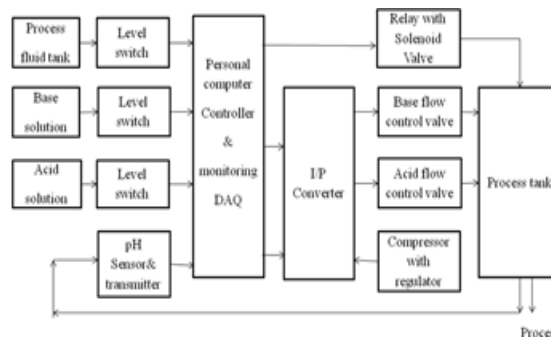 Process
fluid tank
Level
switch
Personal
computer
Controller
&
monitoring
DAQ
Relay with
Solenoid
Valve
Base
solution
Level
switch
I/P
Converter
Base flow
control valve
Process tank
Acid
solution
Level
switch
Acid flow
control valve
pH
Sensor&
transmitter
Compressor
with
regulator
Proce